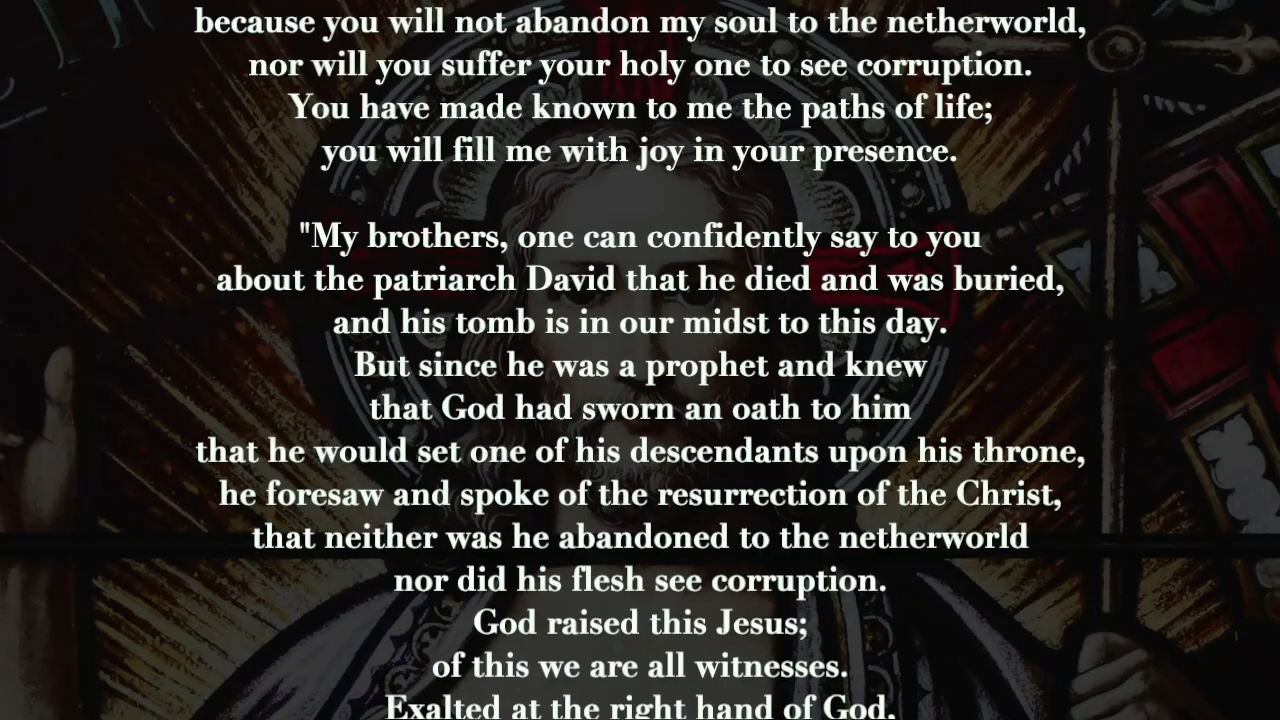 because you will not abandon my soul to the netherworld,
nor will you suffer your holy one to see corruption.
You have made known to me the paths of life;
you will fill me with joy in your presence.
"My brothers, one can confidently say to you
about the patriarch David that he died and was buried,
and his tomb is in our midst to this day.
But since he was a prophet and knew
that God had sworn an oath to him
that he would set one of his descendants upon his throne,
he foresaw and spoke of the resurrection of the Christ,
that neither was he abandoned to the netherworld
nor did his flesh see corruption.
God raised this Jesus;
of this we are all witnesses.
Exalted at the right hand of God,